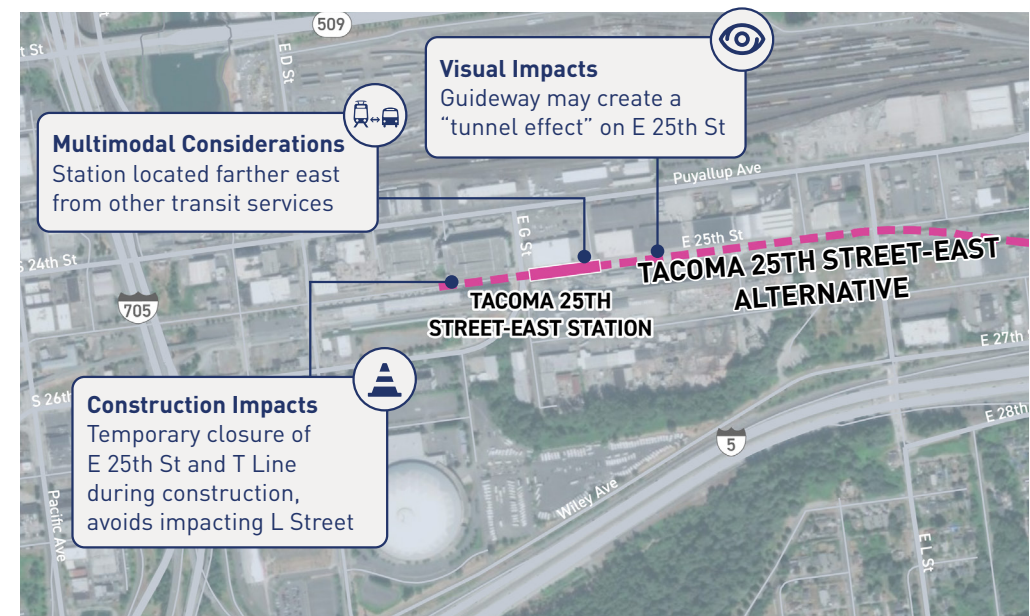 509
t St
E D St
Visual Impacts
Guideway may create a
“tunnel effect” on E 25th St
Multimodal Considerations
Station located farther east
from other transit services
Puyallup Ave
E G St
E 25th St
S 24th St
TACOMA 25TH STREET-EAST
ALTERNATIVE
TACOMA 25TH
STREET-EAST STATION
705
E 27th
S 26th
Construction Impacts
Temporary closure of
E 25th St and T Line
during construction,
avoids impacting L Street
E 28th
5
Wiley Ave
Pacific Ave
E L St